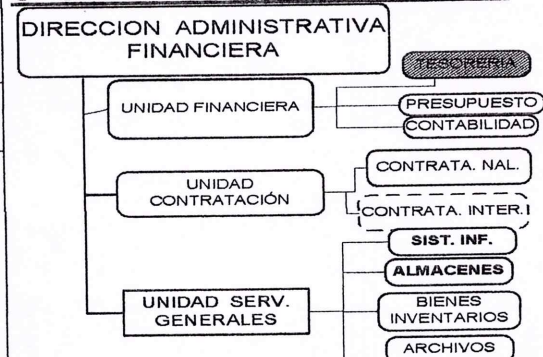 DIRECCION ADMINISTRATIVA
FINANCIERA
TESORERIA
UNIDAD FINANCIERA
PRESUPUESTO
CONTABILIDAD
CONTRATA. NAL.
UNIDAD
CONTRATACIÓN
CONTRATA. INTER.
SIST. INF.
ALMACENES
UNIDAD SERV.
GENERALES
BIENES
INVENTARIOS
ARCHIVOS